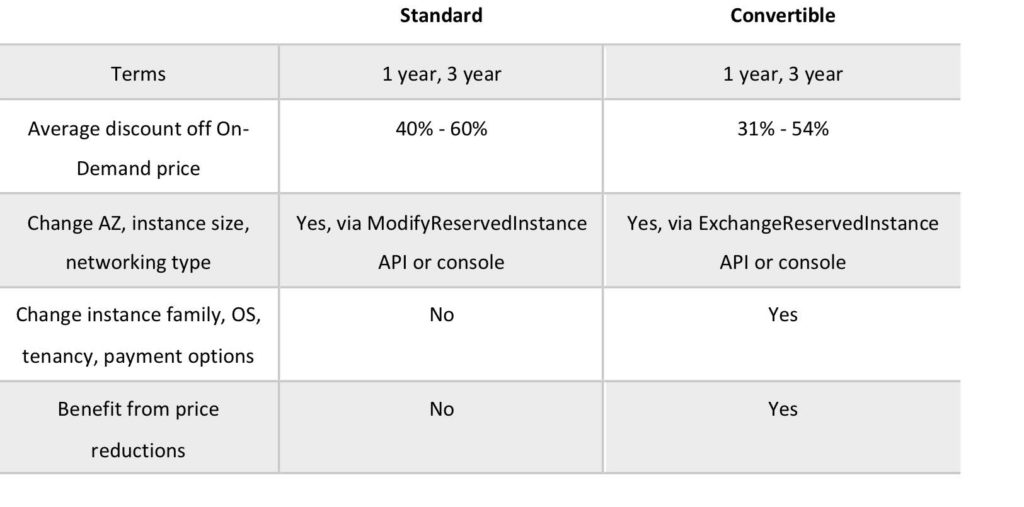 Standard Convertible
Terms 1 year, 3 year 1 year, 3 year
Average discount off On- 40% - 60% 31% - 54%
Demand price
Change AZ, instance size, Yes, via ModifyReservedInstance Yes, via ExchangeReservedInstance
networking type API or console API or console
Change instance family, OS, No Yes
tenancy, payment options
Benefit from price No Yes
reductions